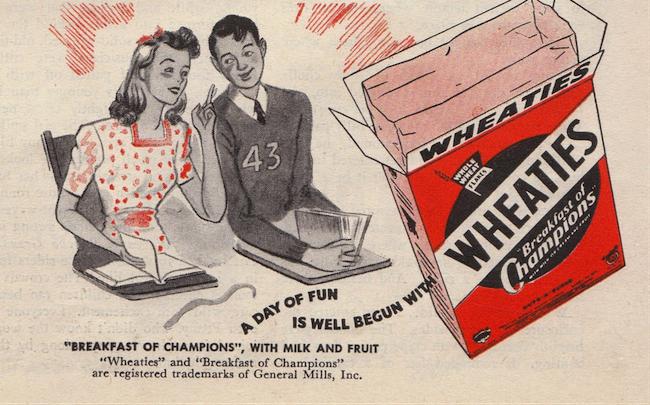 43
WHEATIES
WHOLE
WHEAT
FLAKES
WHEATIES
"Breakfast of
Champions"
A DAY OF FUN
IS WELL BEGUN WITH
"BREAKFAST OF CHAMPIONS", WITH MILK AND FRUIT
"Wheaties" and "Breakfast of Champions"
are registered trademarks of General Mills, Inc.